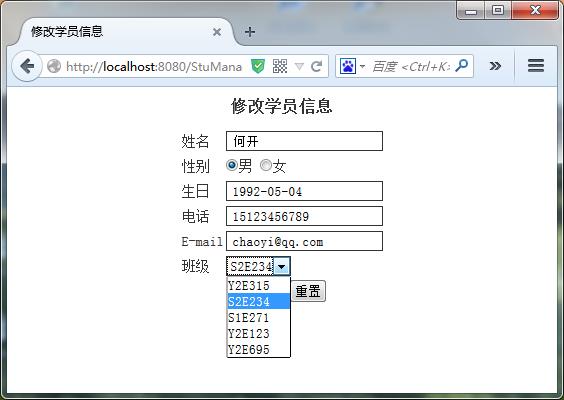 修改学员信息
http://localhost:8080/StuMana
百度 <Ctrl+K>
修改学员信息
姓名 何开
性别 男 女
生日 1992-05-04
电话 15123456789
E-mail chaoyi@qq.com
班级 S2E234
Y2E315
重置
S2E234
S1E271
Y2E123
Y2E695